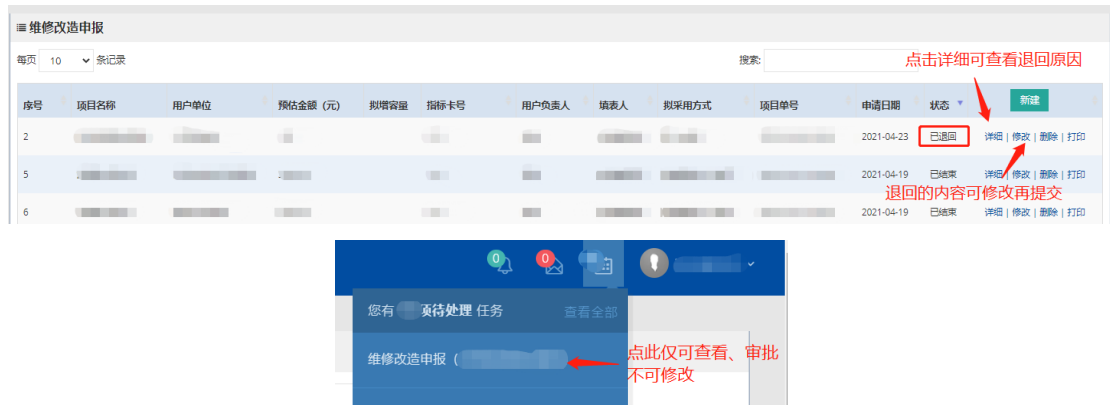 维修改造申报
每页 10 条记录
搜索:
点击详细可查看退回原因
序号 项目名称 用户单位 预估金额（元） 拟增容量 指标卡号 用户负责人 填表人 拟采用方式 项目单号 申请日期 状态 新建
2 2021-04-23 已退回 详细 | 修改 | 删除 | 打印
5 2021-04-19 已结束 详细 | 修改 | 删除 | 打印
退回的内容可修改再提交
6 2021-04-19 已结束 详细 | 修改 | 删除 | 打印
0 0
您有 项待处理 任务 查看全部
维修改造申报（
点此仅可查看、审批
不可修改